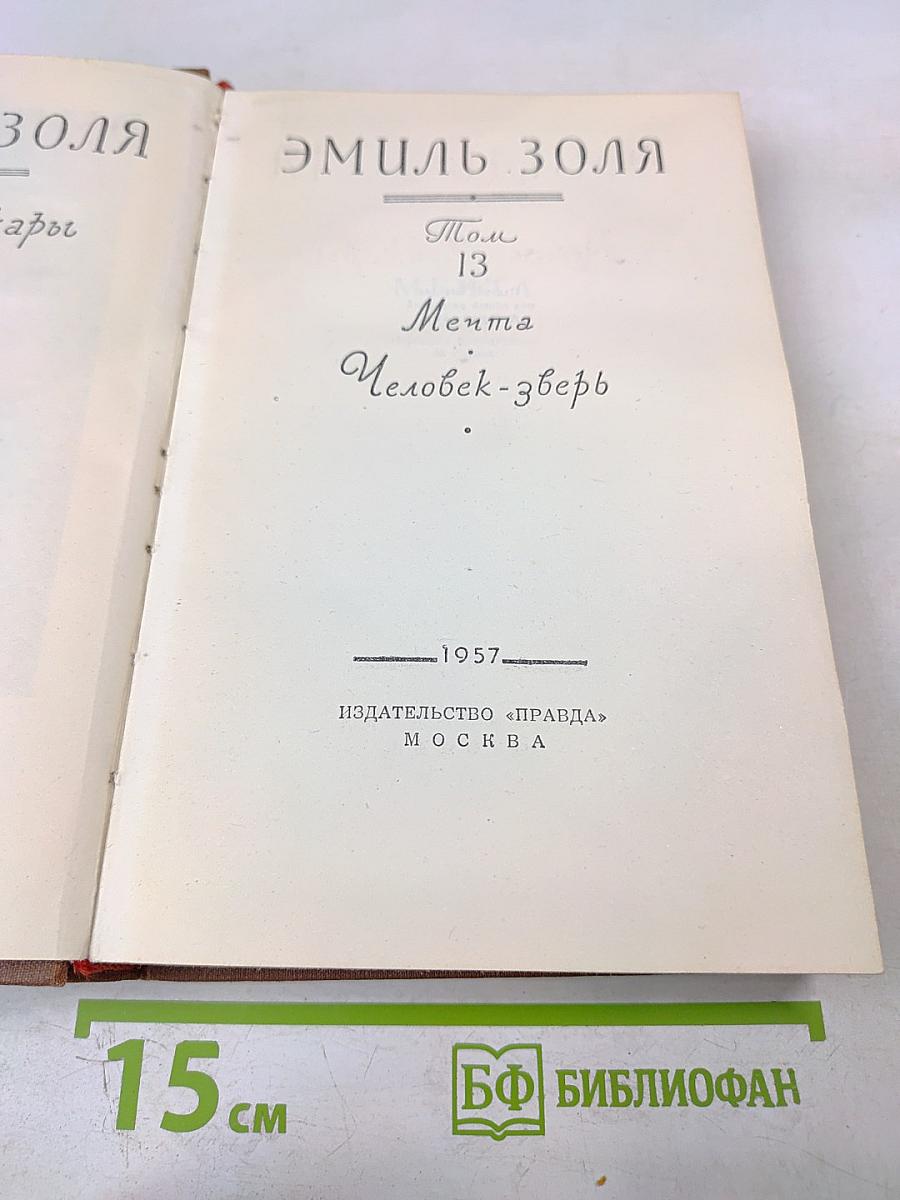 ЗОЛЯ
ЭМИЛЬ ЗОЛЯ
Том
13
Мечта
Человек-зверь
1957
ИЗДАТЕЛЬСТВО «ПРАВДА»
МОСКВА
15 см
БФ БИБЛИОФАН